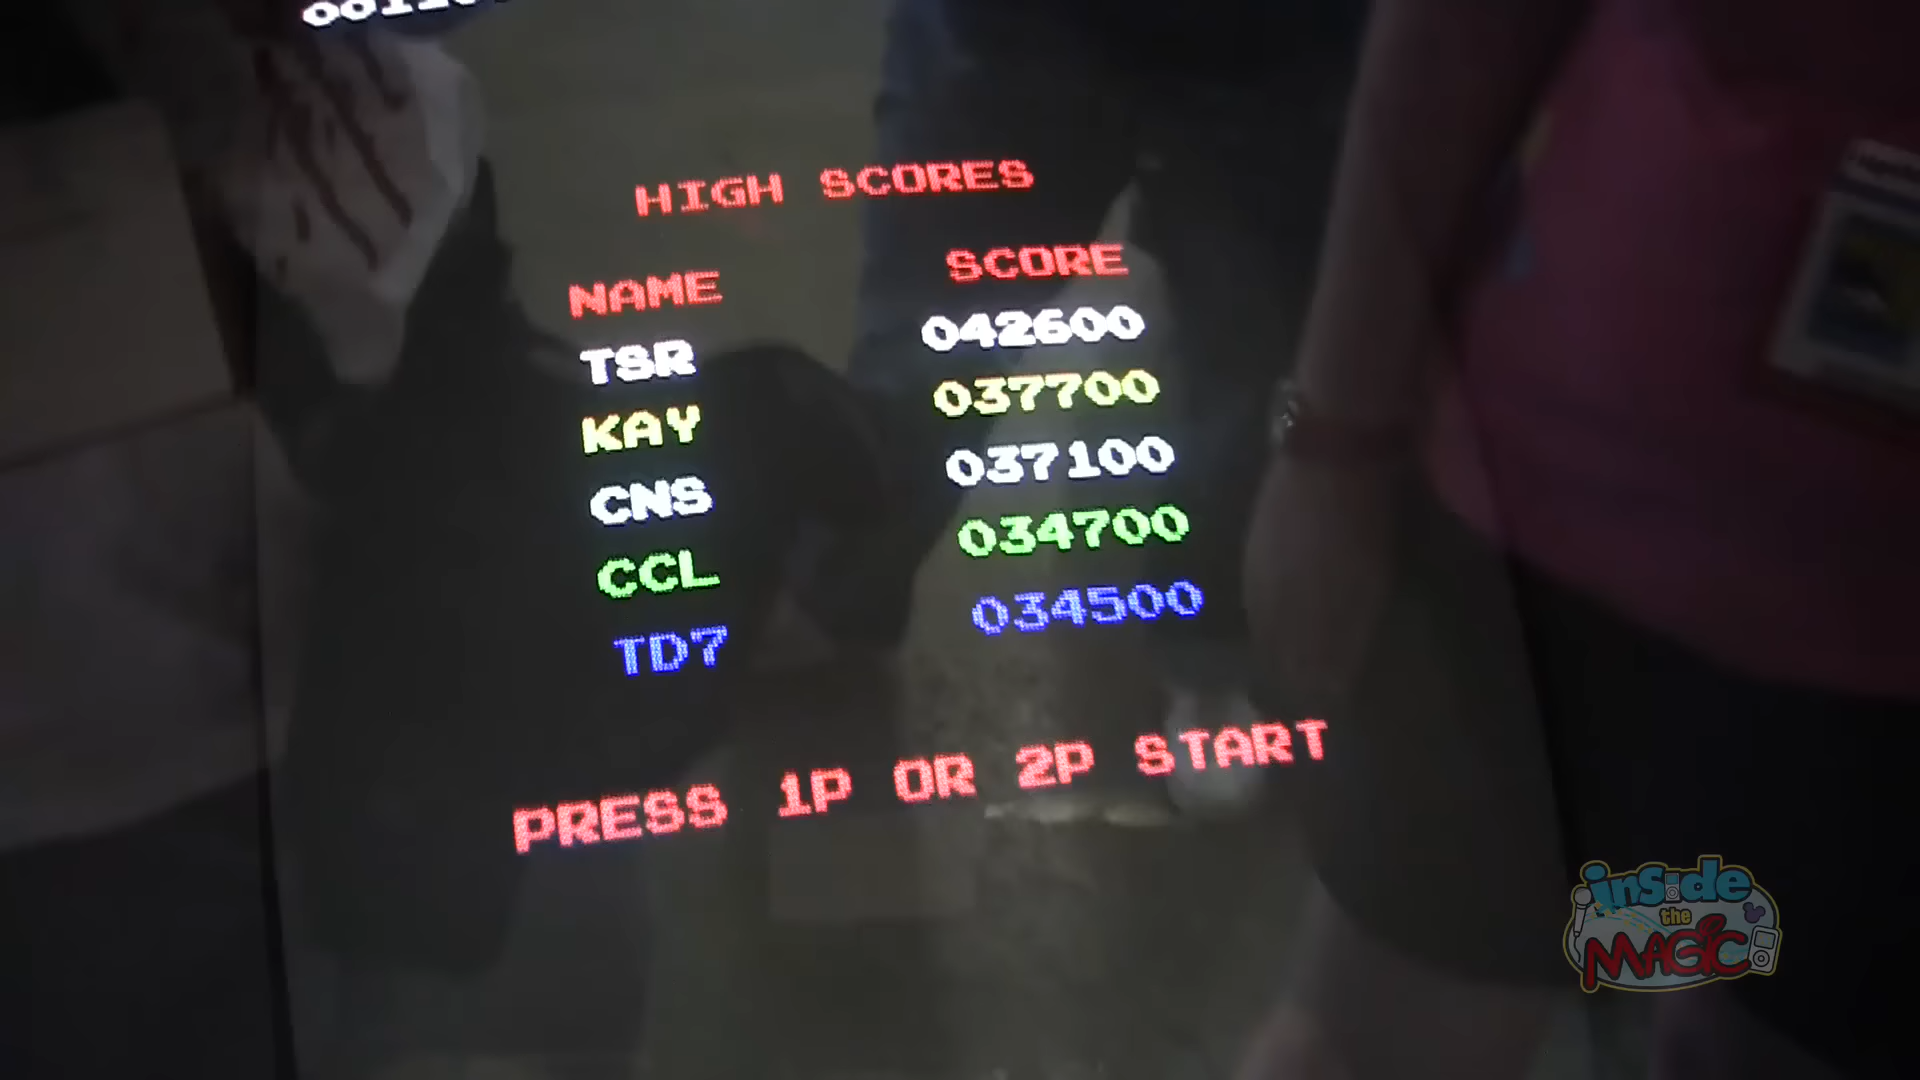 HIGH SCORES
NAME SCORE
TSR 042600
KAY 037700
CNS 037100
CCL 034700
TD7 034500
PRESS 1P OR 2P START
inside
the
MAGIC